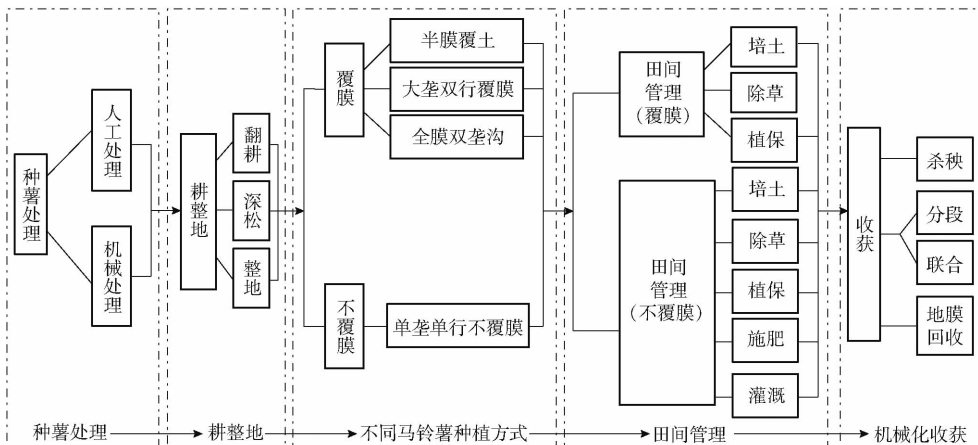 种薯处理
人工处理
机械处理
耕整地
翻耕
深松
整地
覆膜
半膜覆土
大垄双行覆膜
全膜双垄沟
不覆膜
单垄单行不覆膜
田间
管理
(覆膜)
培土
除草
植保
田间
管理
(不覆膜)
培土
除草
植保
施肥
灌溉
收获
杀秧
分段
联合
地膜
回收
种薯处理
耕整地
不同马铃薯种植方式
田间管理
机械化收获